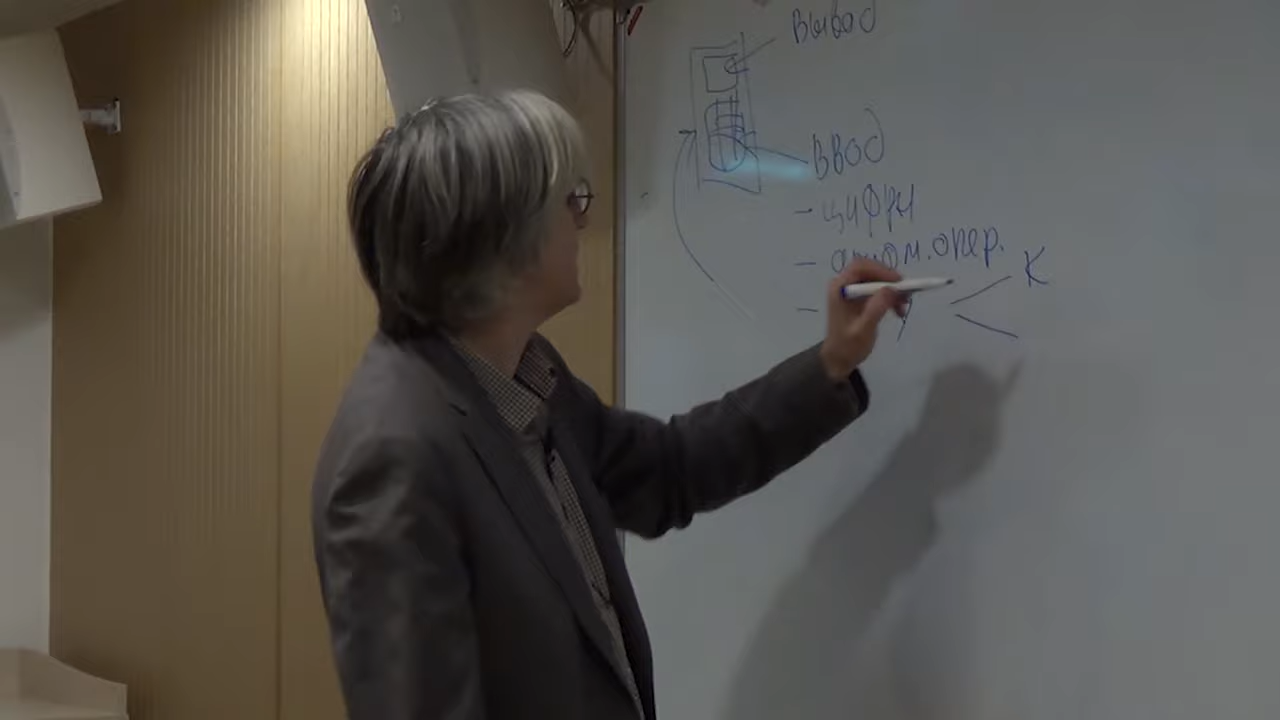 вывод
ввод
- цифры
- арифм. опер.
-
К